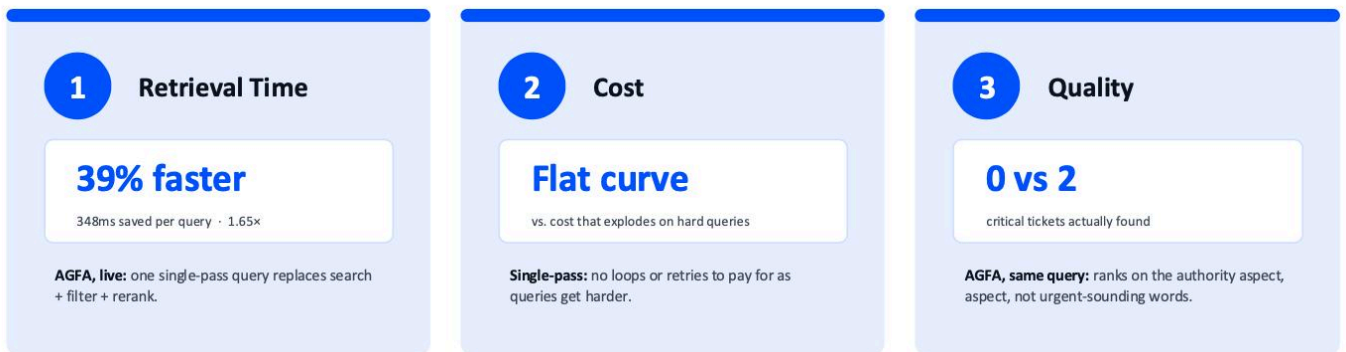 1
Retrieval Time
39% faster
348ms saved per query · 1.65×
AGFA, live: one single-pass query replaces search
+ filter + rerank.
2
Cost
Flat curve
vs. cost that explodes on hard queries
Single-pass: no loops or retries to pay for as
queries get harder.
3
Quality
0 vs 2
critical tickets actually found
AGFA, same query: ranks on the authority aspect,
aspect, not urgent-sounding words.